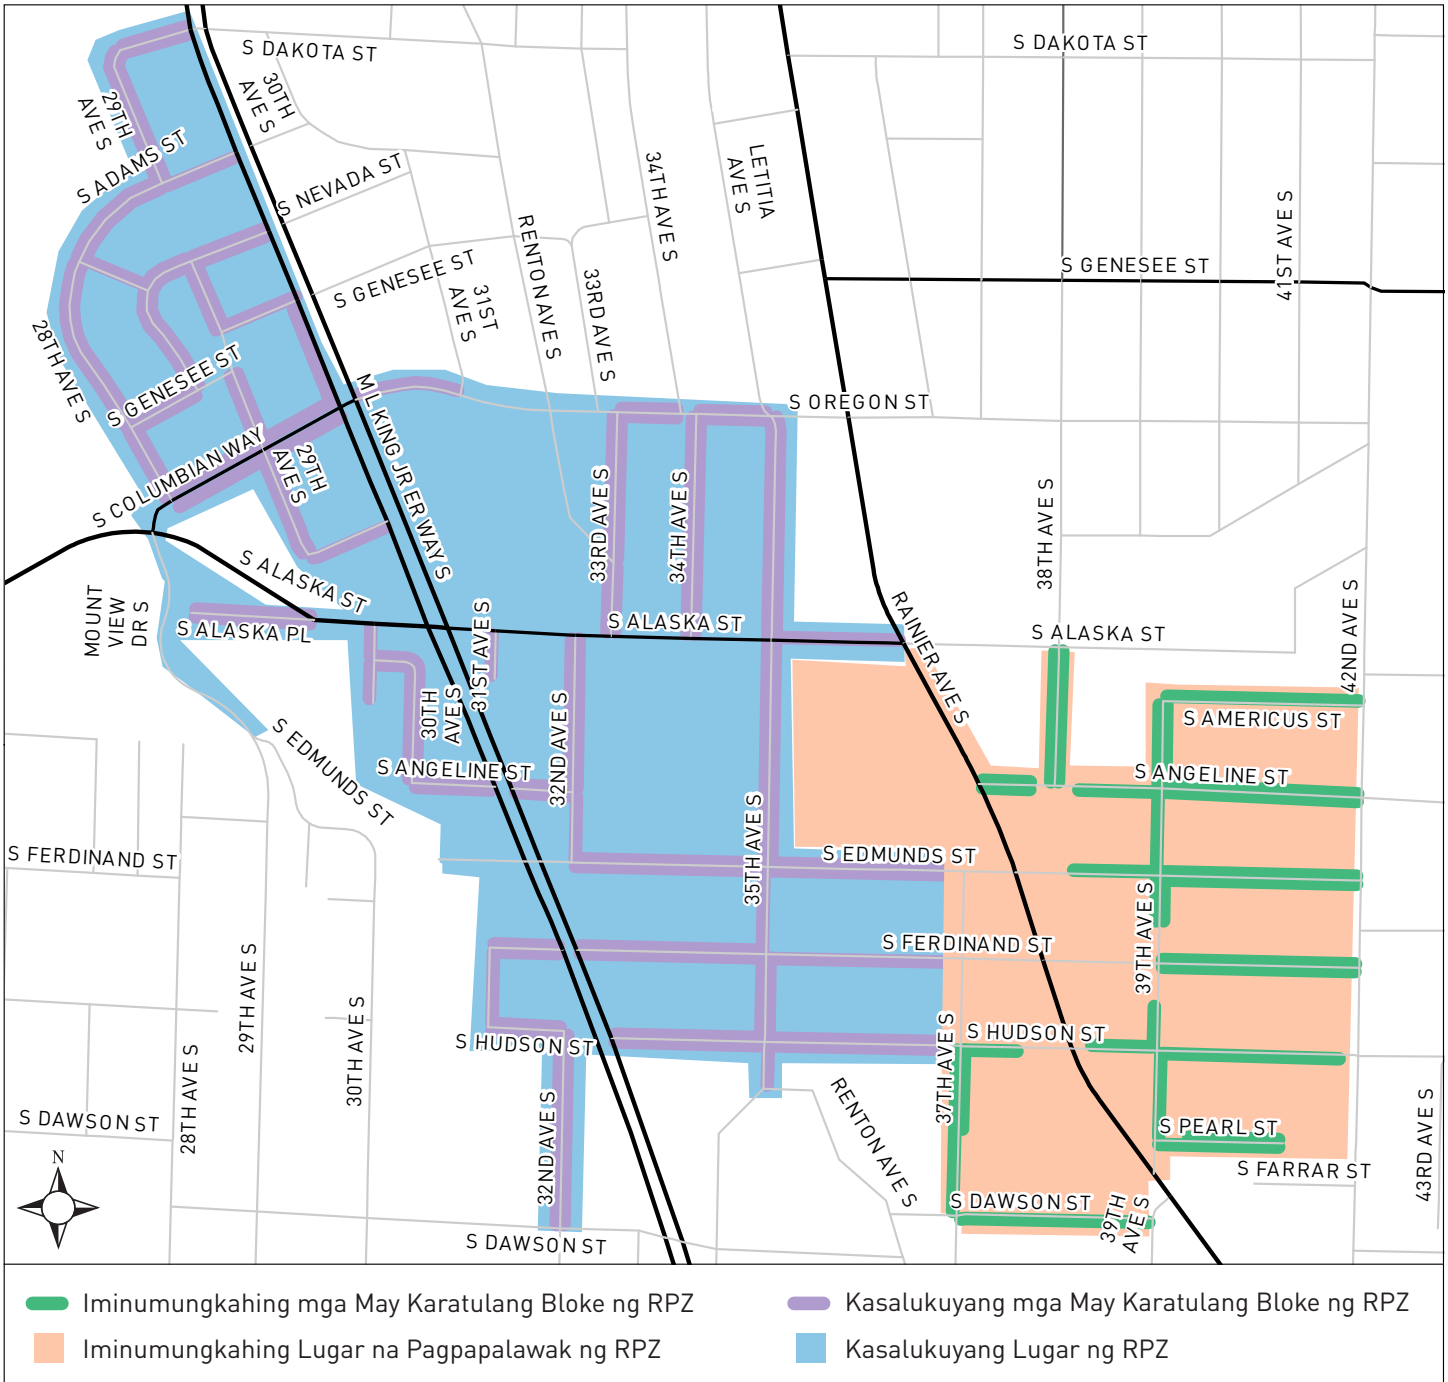 S DAKOTA ST
S DAKOTA ST
30TH
AVE S
29TH
AVE S
S ADAMS ST
S NEVADA ST
34TH AVE S
LETITIA
AVE S
41ST AVE S
RENTON AVE S
S GENESEE ST
S GENESEE ST
31ST
AVE S
33RD AVE S
28TH AVE S
S GENESEE ST
M L KING JR ER WAY S
S OREGON ST
S COLUMBIAN WAY
29TH
AVE S
33RD AVE S
34TH AVE S
38TH AVE S
S ALASKA ST
MOUNT
VIEW
DR S
S ALASKA PL
31ST AVE S
S ALASKA ST
RAINIER AVE S
S ALASKA ST
42ND AVE S
30TH
AVE S
32ND AVE S
S AMERICUS ST
S EDMUNDS ST
S ANGELINE ST
S ANGELINE ST
35TH AVE S
S FERDINAND ST
S EDMUNDS ST
39TH AVE S
S FERDINAND ST
29TH AVE S
30TH AVE S
28TH AVE S
S HUDSON ST
37TH AVE S
S HUDSON ST
32ND AVE S
RENTON AVE S
S DAWSON ST
S PEARL ST
S FARRAR ST
43RD AVE S
N
S DAWSON ST
39TH
AVE S
S DAWSON ST
Iminumungkahing mga May Karatulang Bloke ng RPZ
Kasalukuyang mga May Karatulang Bloke ng RPZ
Iminumungkahing Lugar na Pagpapalawak ng RPZ
Kasalukuyang Lugar ng RPZ